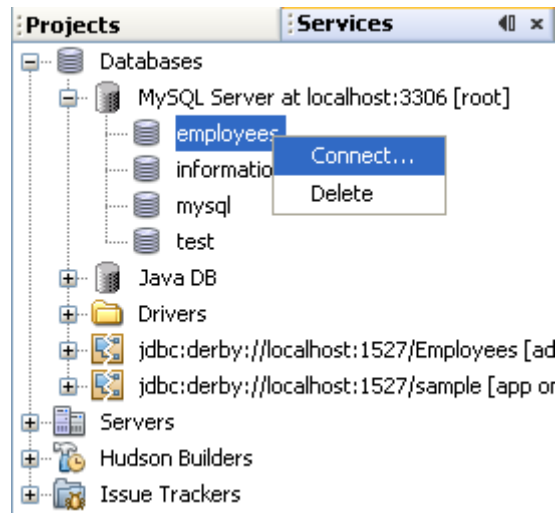 Projects
Services
Databases
MySQL Server at localhost:3306 [root]
employees
Connect...
informatio
Delete
mysql
test
Java DB
Drivers
jdbc:derby://localhost:1527/Employees [ad
jdbc:derby://localhost:1527/sample [app or
Servers
Hudson Builders
Issue Trackers